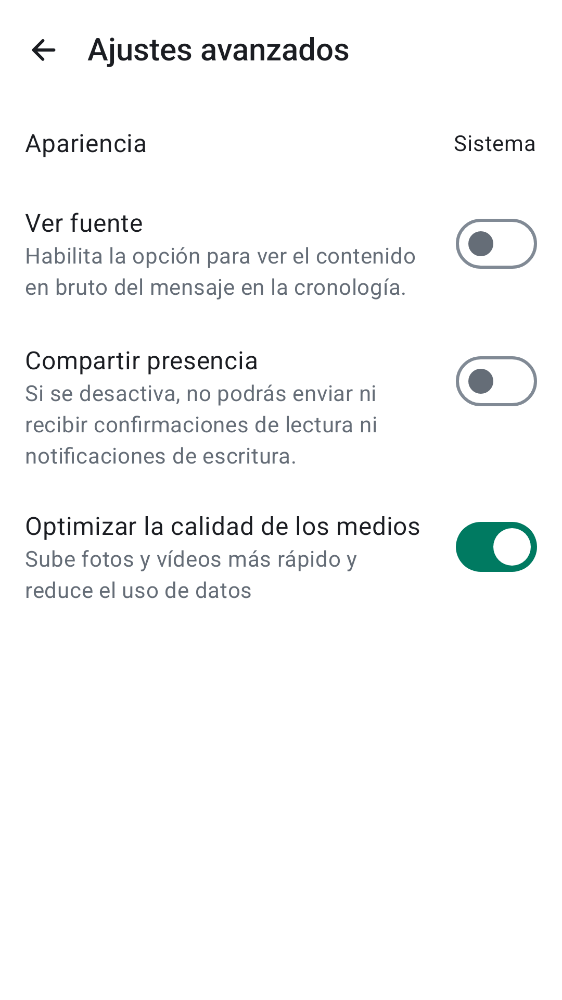 Ajustes avanzados
Apariencia
Sistema
Ver fuente
Habilita la opción para ver el contenido
en bruto del mensaje en la cronología.
Compartir presencia
Si se desactiva, no podrás enviar ni
recibir confirmaciones de lectura ni
notificaciones de escritura.
Optimizar la calidad de los medios
Sube fotos y vídeos más rápido y
reduce el uso de datos